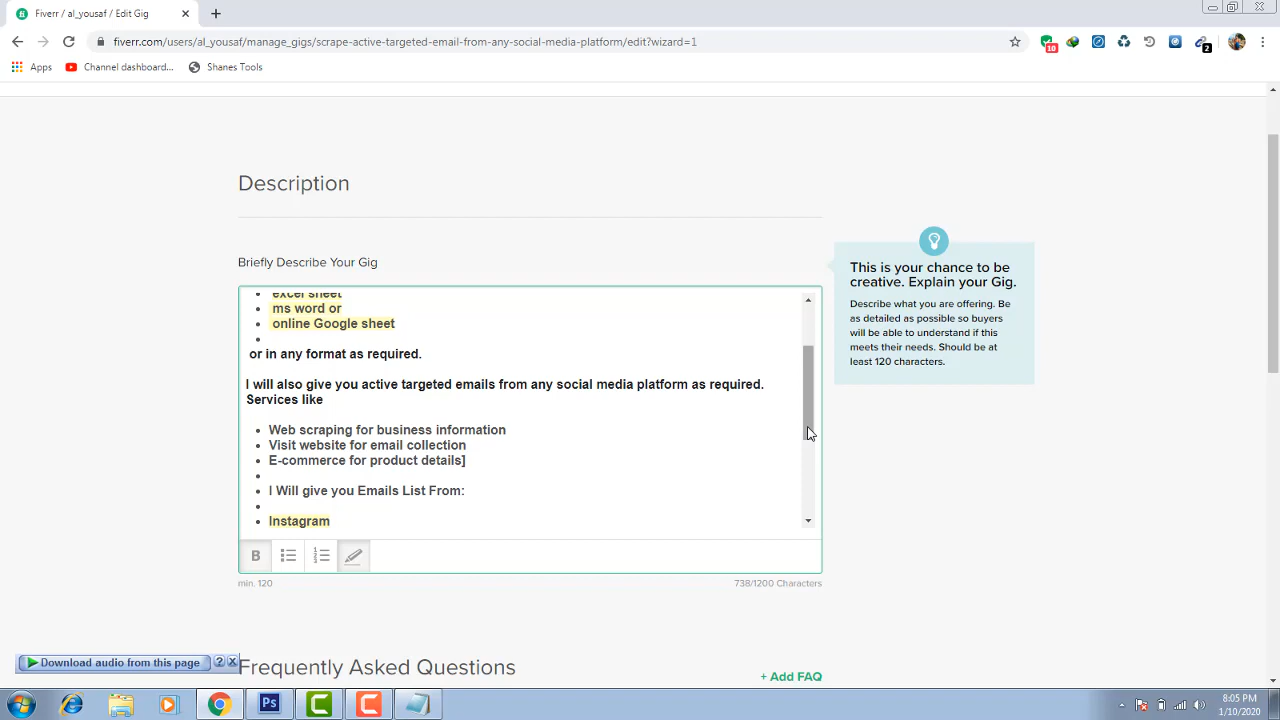 Fiverr / al_yousaf / Edit Gig
fiverr.com/users/al_yousaf/manage_gigs/scrape-active-targeted-email-from-any-social-media-platform/edit?wizard=1
10
2
Apps
Channel dashboard...
Shanes Tools
Description
Briefly Describe Your Gig
excel sheet
ms word or
online Google sheet
or in any format as required.
I will also give you active targeted emails from any social media platform as required.
Services like
Web scraping for business information
Visit website for email collection
E-commerce for product details]
I Will give you Emails List From:
Instagram
B
min. 120
738/1200 Characters
This is your chance to be
creative. Explain your Gig.
Describe what you are offering. Be
as detailed as possible so buyers
will be able to understand if this
meets their needs. Should be at
least 120 characters.
Download audio from this page
?
Frequently Asked Questions
+ Add FAQ
Ps
8:05 PM
1/10/2020